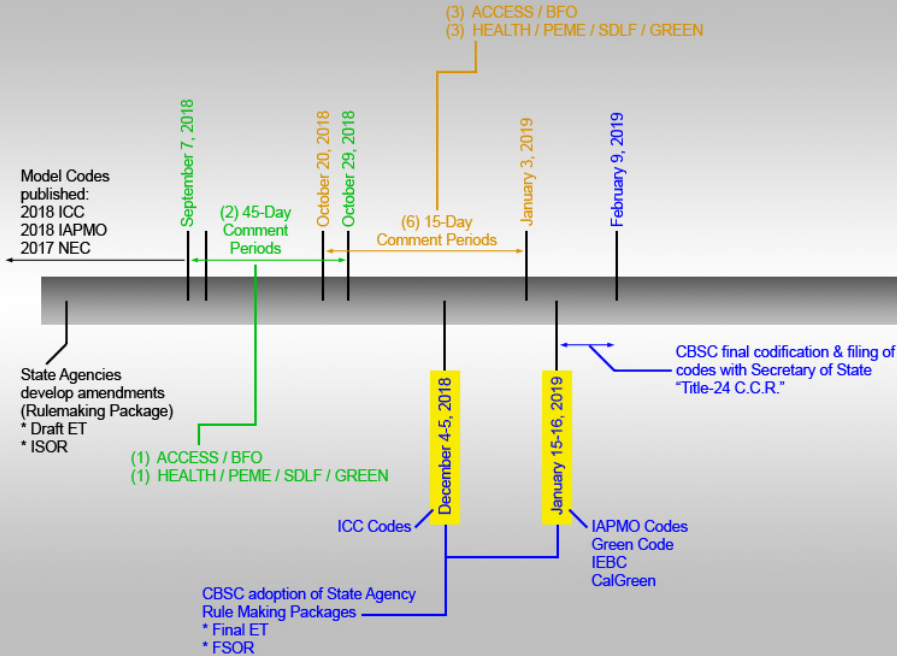 (3) ACCESS / BFO
(3) HEALTH / PEME / SDLF / GREEN
September 7, 2018
October 20, 2018
October 29, 2018
January 3, 2019
February 9, 2019
Model Codes
published:
2018 ICC
2018 IAPMO
2017 NEC
(2) 45-Day
Comment
Periods
(6) 15-Day
Comment Periods
State Agencies
develop amendments
(Rulemaking Package)
* Draft ET
* ISOR
(1) ACCESS / BFO
(1) HEALTH / PEME / SDLF / GREEN
CBSC final codification & filing of
codes with Secretary of State
“Title-24 C.C.R.”
December 4-5, 2018
January 15-16, 2019
ICC Codes
IAPMO Codes
Green Code
IEBC
CalGreen
CBSC adoption of State Agency
Rule Making Packages
* Final ET
* FSOR